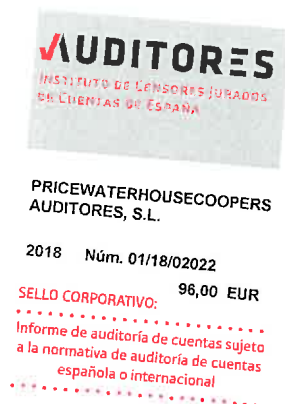 AUDITORES
INSTITUTO DE CENSORES JURADOS
DE CUENTAS DE ESPAÑA
PRICEWATERHOUSECOOPERS
AUDITORES, S.L.
2018 Núm. 01/18/02022
96,00 EUR
SELLO CORPORATIVO:
Informe de auditoría de cuentas sujeto
a la normativa de auditoría de cuentas
española o internacional